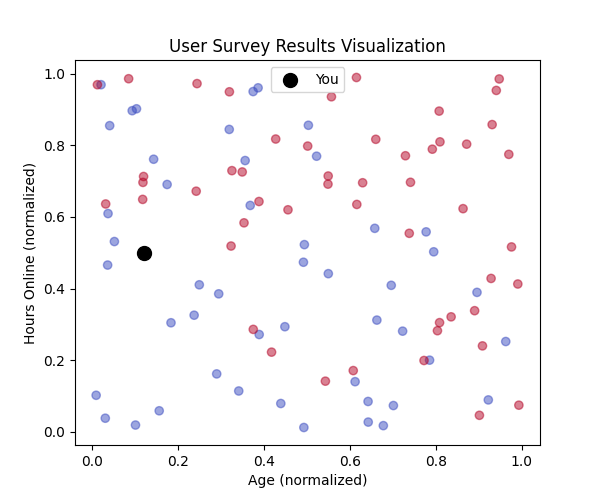 User Survey Results Visualization
You
Hours Online (normalized)
1.0
0.8
0.6
0.4
0.2
0.0
0.0 0.2 0.4 0.6 0.8 1.0
Age (normalized)